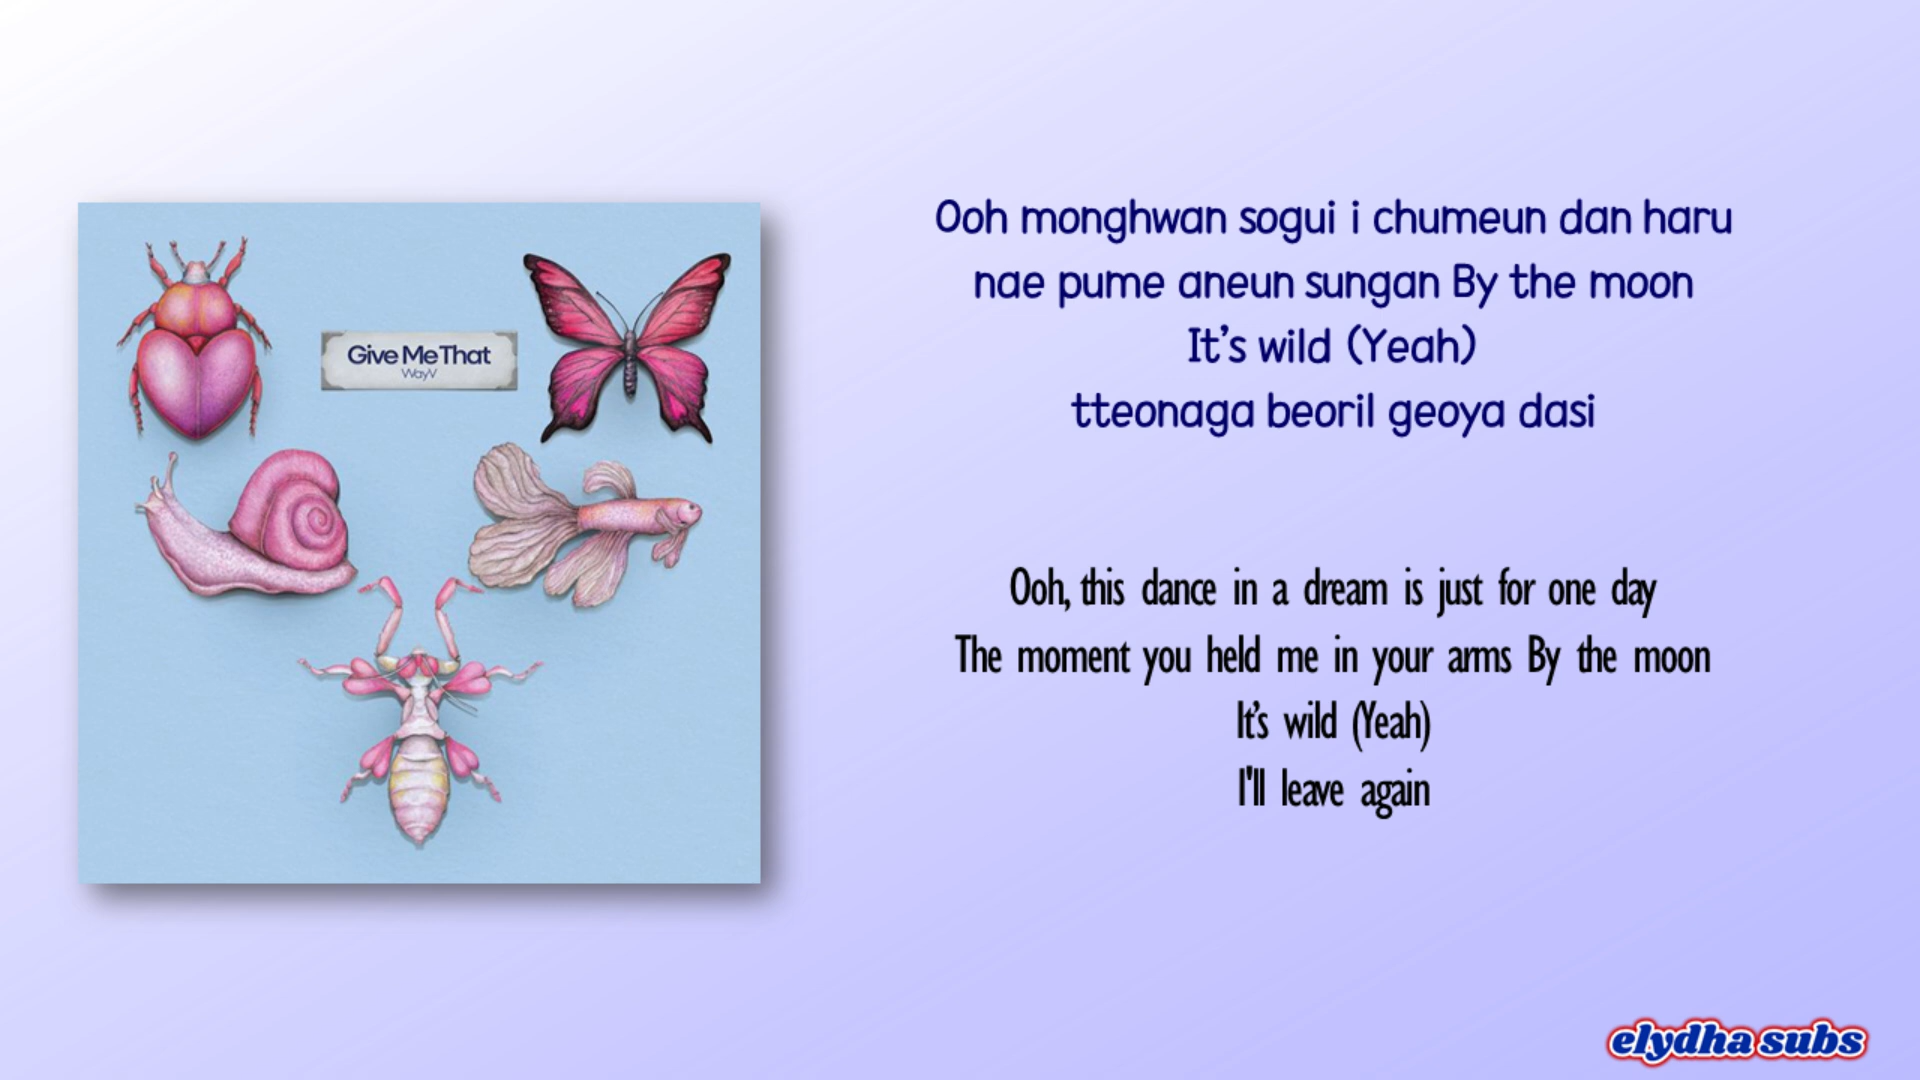 Give Me That
WayV
Ooh monghwan sogui i chumeun dan haru
nae pume aneun sungan By the moon
It's wild (Yeah)
tteonaga beoril geoya dasi
Ooh, this dance in a dream is just for one day
The moment you held me in your arms By the moon
It's wild (Yeah)
I'll leave again
elydha subs